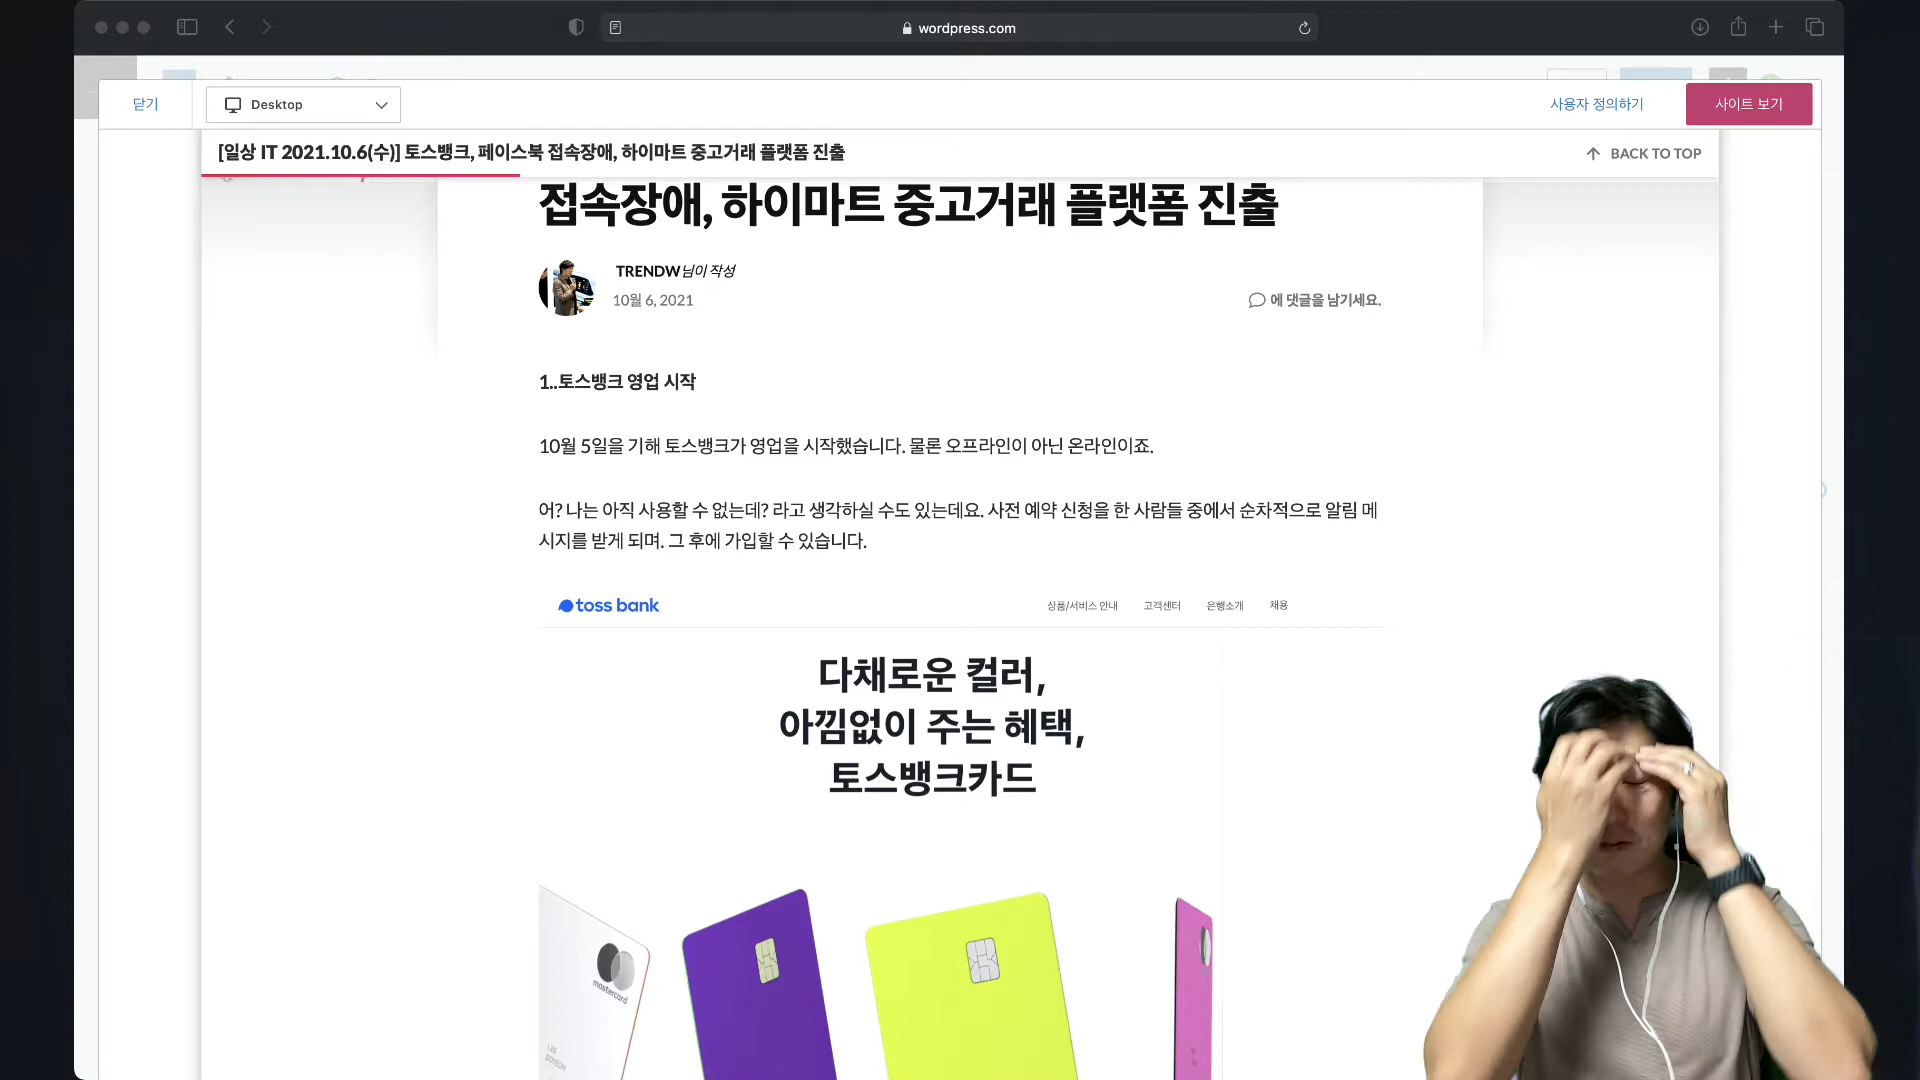 wordpress.com
닫기
Desktop
사용자 정의하기
사이트 보기
[일상 IT 2021.10.6(수)] 토스뱅크, 페이스북 접속장애, 하이마트 중고거래 플랫폼 진출
BACK TO TOP
접속장애, 하이마트 중고거래 플랫폼 진출
TRENDW님이 작성
10월 6, 2021
에 댓글을 남기세요.
1..토스뱅크 영업 시작
10월 5일을 기해 토스뱅크가 영업을 시작했습니다. 물론 오프라인이 아닌 온라인이죠.
어? 나는 아직 사용할 수 없는데? 라고 생각하실 수도 있는데요. 사전 예약 신청을 한 사람들 중에서 순차적으로 알림 메
시지를 받게 되며. 그 후에 가입할 수 있습니다.
toss bank
상품/서비스 안내
고객센터
은행소개
채용
다채로운 컬러,
아낌없이 주는 혜택,
토스뱅크카드
mastercard
LEE
SOYEON